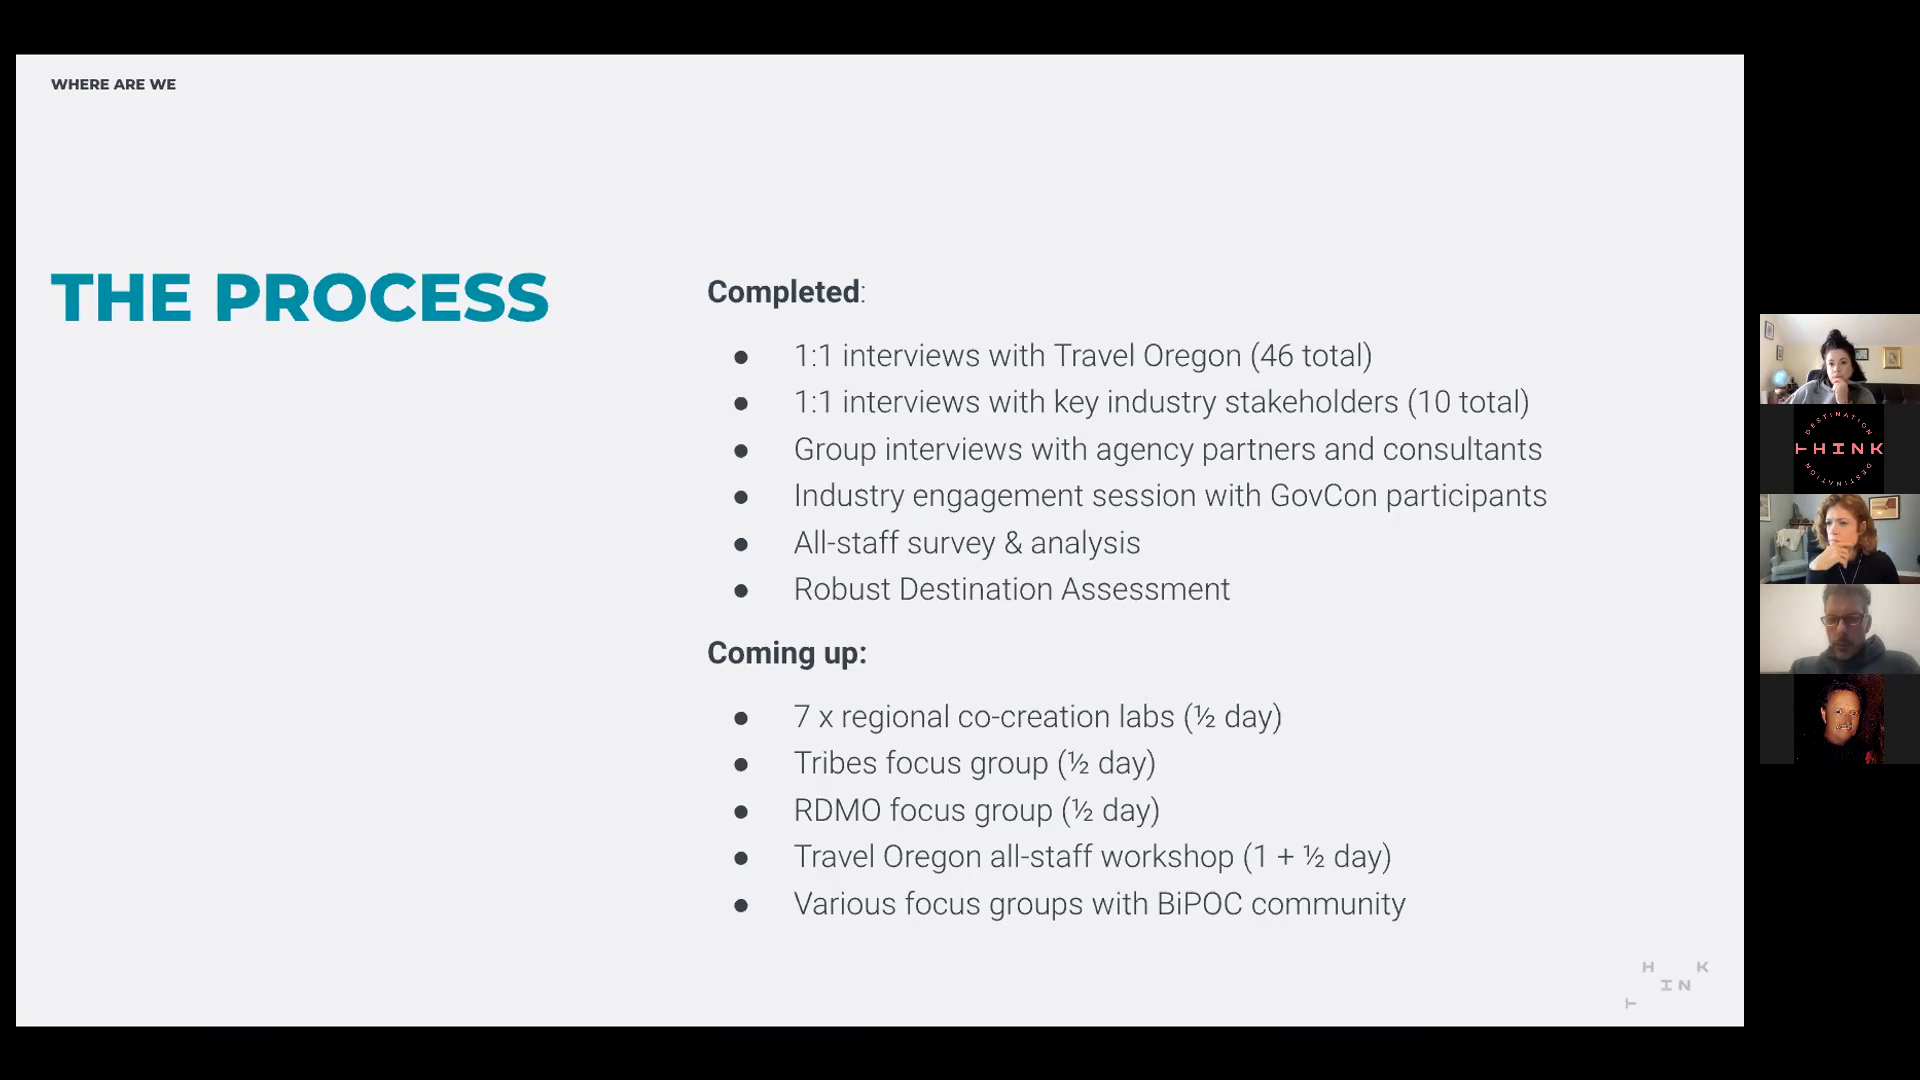 WHERE ARE WE
THE PROCESS
Completed:
● 1:1 interviews with Travel Oregon (46 total)
● 1:1 interviews with key industry stakeholders (10 total)
● Group interviews with agency partners and consultants
● Industry engagement session with GovCon participants
● All-staff survey & analysis
● Robust Destination Assessment
Coming up:
● 7 x regional co-creation labs (½ day)
● Tribes focus group (½ day)
● RDMO focus group (½ day)
● Travel Oregon all-staff workshop (1 + ½ day)
● Various focus groups with BiPOC community
THINK
DESTINATION
THINK
DESTINATION